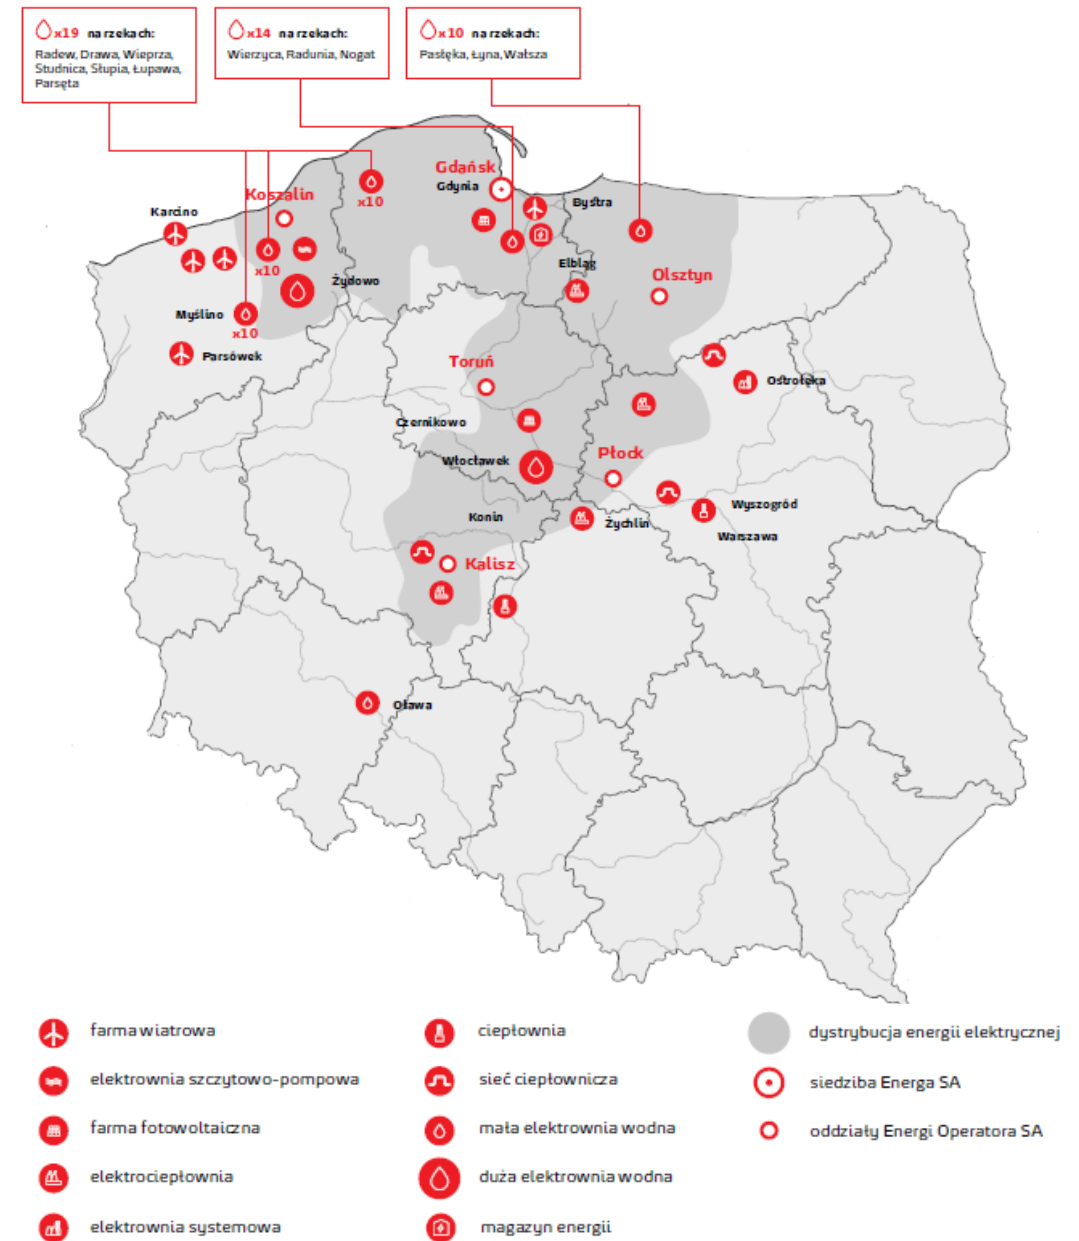 x19 na rzekach:
Radew, Drawa, Wieprza,
Studnica, Słupia, Łupawa,
Parsęta
x14 na rzekach:
Wierzyca, Radunia, Nogat
x10 na rzekach:
Pasłęka, Łyna, Wałsza
Gdańsk
Gdynia
x10
Koszalin
Karcino
Bystra
x10
Elbląg
Olsztyn
Żydowo
Myślino
x10
Parsówek
Toruń
Ostrołęka
Czernikowo
Włocławek
Płock
Wyszogród
Konin
Żychlin
Warszawa
Kalisz
Oława
farma wiatrowa
elektrownia szczytowo-pompowa
farma fotowoltaiczna
elektrociepłownia
elektrownia systemowa
ciepłownia
sieć ciepłownicza
mała elektrownia wodna
duża elektrownia wodna
magazyn energii
dystrybucja energii elektrycznej
siedziba Energa SA
oddziały Energi Operatora SA